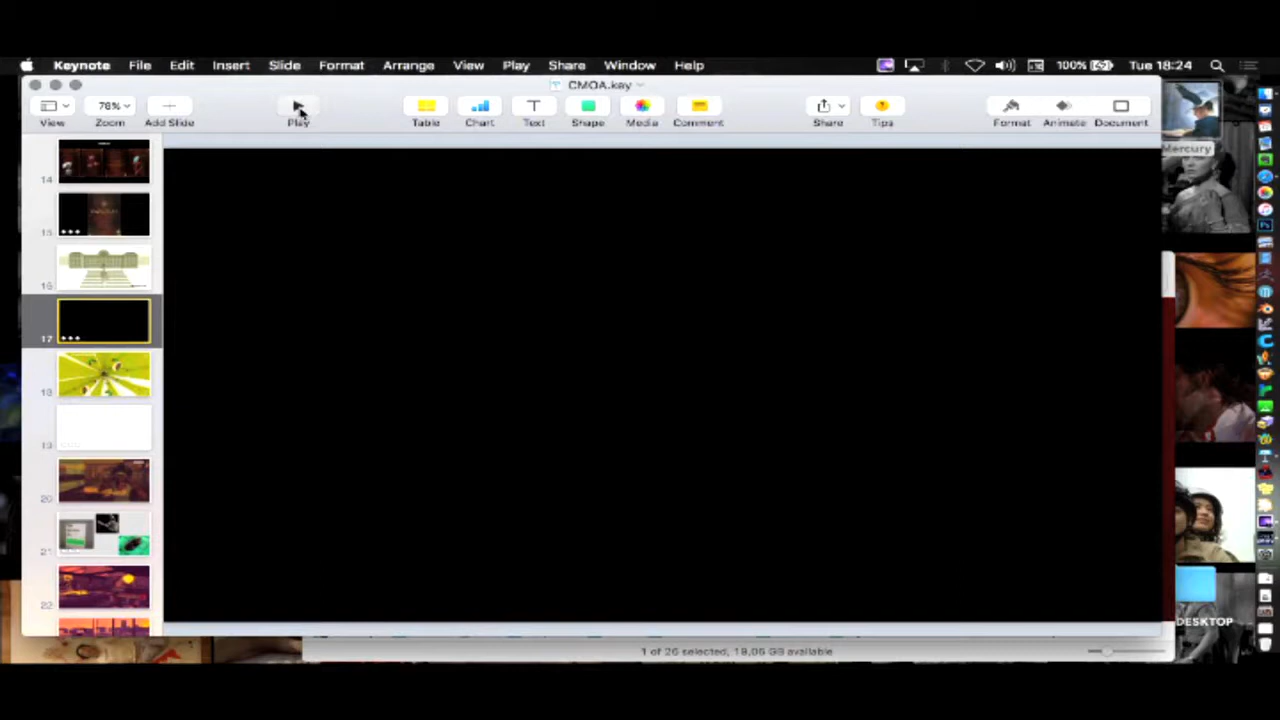 Keynote File Edit Insert Slide Format Arrange View Play Share Window Help 100% Tue 18:24
CMOA.key
78%
View Zoom Add Slide Play Table Chart Text Shape Media Comment Share Tips Format Animate Document
Mercury
14
15
16
17
18
19
20
21
22
DESKTOP
1 of 26 selected, 19,06 GB available